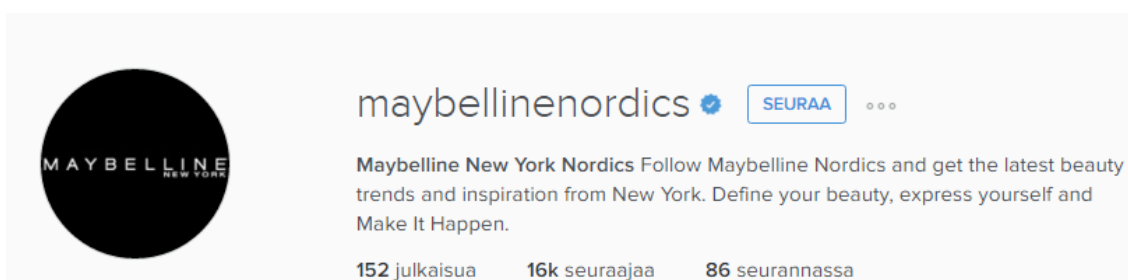 maybellinenordics SEURAA
MAYBELLINE
NEW YORK
Maybelline New York Nordics Follow Maybelline Nordics and get the latest beauty
trends and inspiration from New York. Define your beauty, express yourself and
Make It Happen.
152 julkaisua 16k seuraajaa 86 seurannassa